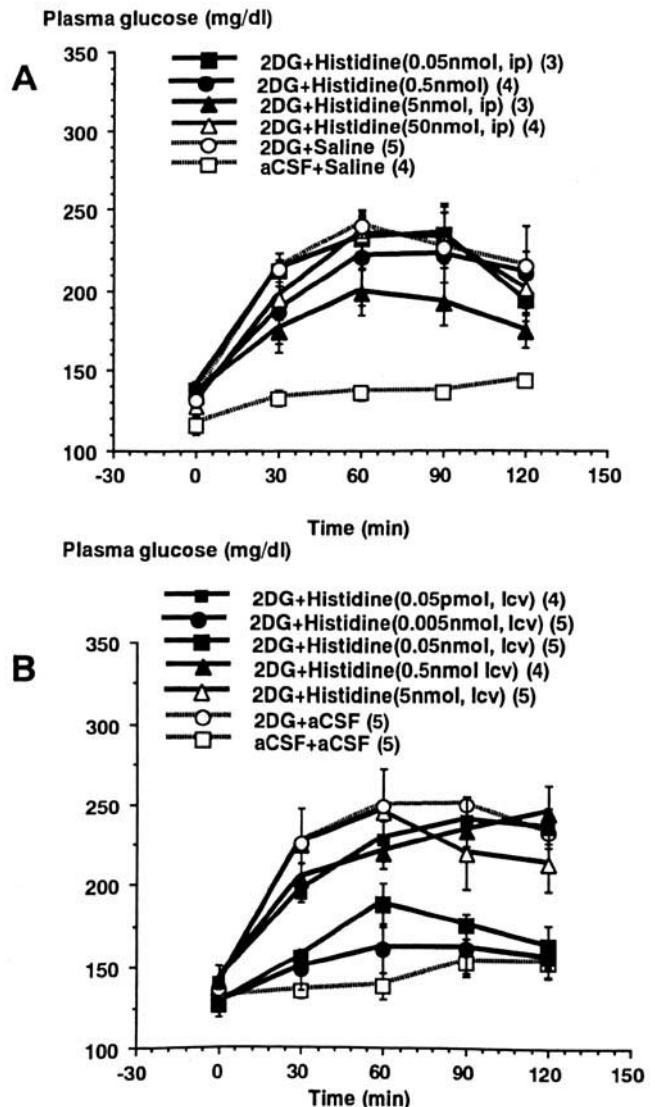 Plasma glucose (mg/dl)
A
2DG+Histidine(0.05nmol, ip) (3)
2DG+Histidine(0.5nmol) (4)
2DG+Histidine(5nmol, ip) (3)
2DG+Histidine(50nmol, ip) (4)
2DG+Saline (5)
aCSF+Saline (4)
350
300
250
200
150
100
-30 0 30 60 90 120 150
Time (min)
Plasma glucose (mg/dl)
B
2DG+Histidine(0.05pmol, Icv) (4)
2DG+Histidine(0.005nmol, Icv) (5)
2DG+Histidine(0.05nmol, Icv) (5)
2DG+Histidine(0.5nmol Icv) (4)
2DG+Histidine(5nmol, Icv) (5)
2DG+aCSF (5)
aCSF+aCSF (5)
350
300
250
200
150
100
-30 0 30 60 90 120 150
Time (min)